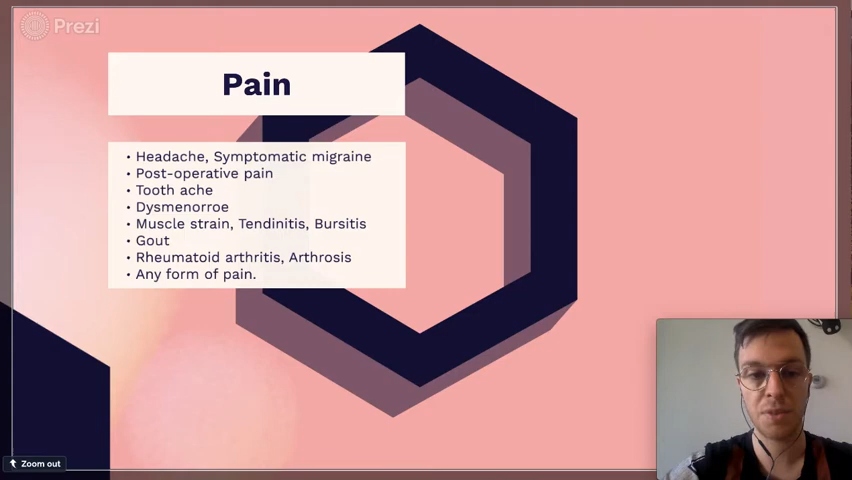 Prezi
Pain
• Headache, Symptomatic migraine
• Post-operative pain
• Tooth ache
• Dysmenorroe
• Muscle strain, Tendinitis, Bursitis
• Gout
• Rheumatoid arthritis, Arthrosis
• Any form of pain.
Zoom out